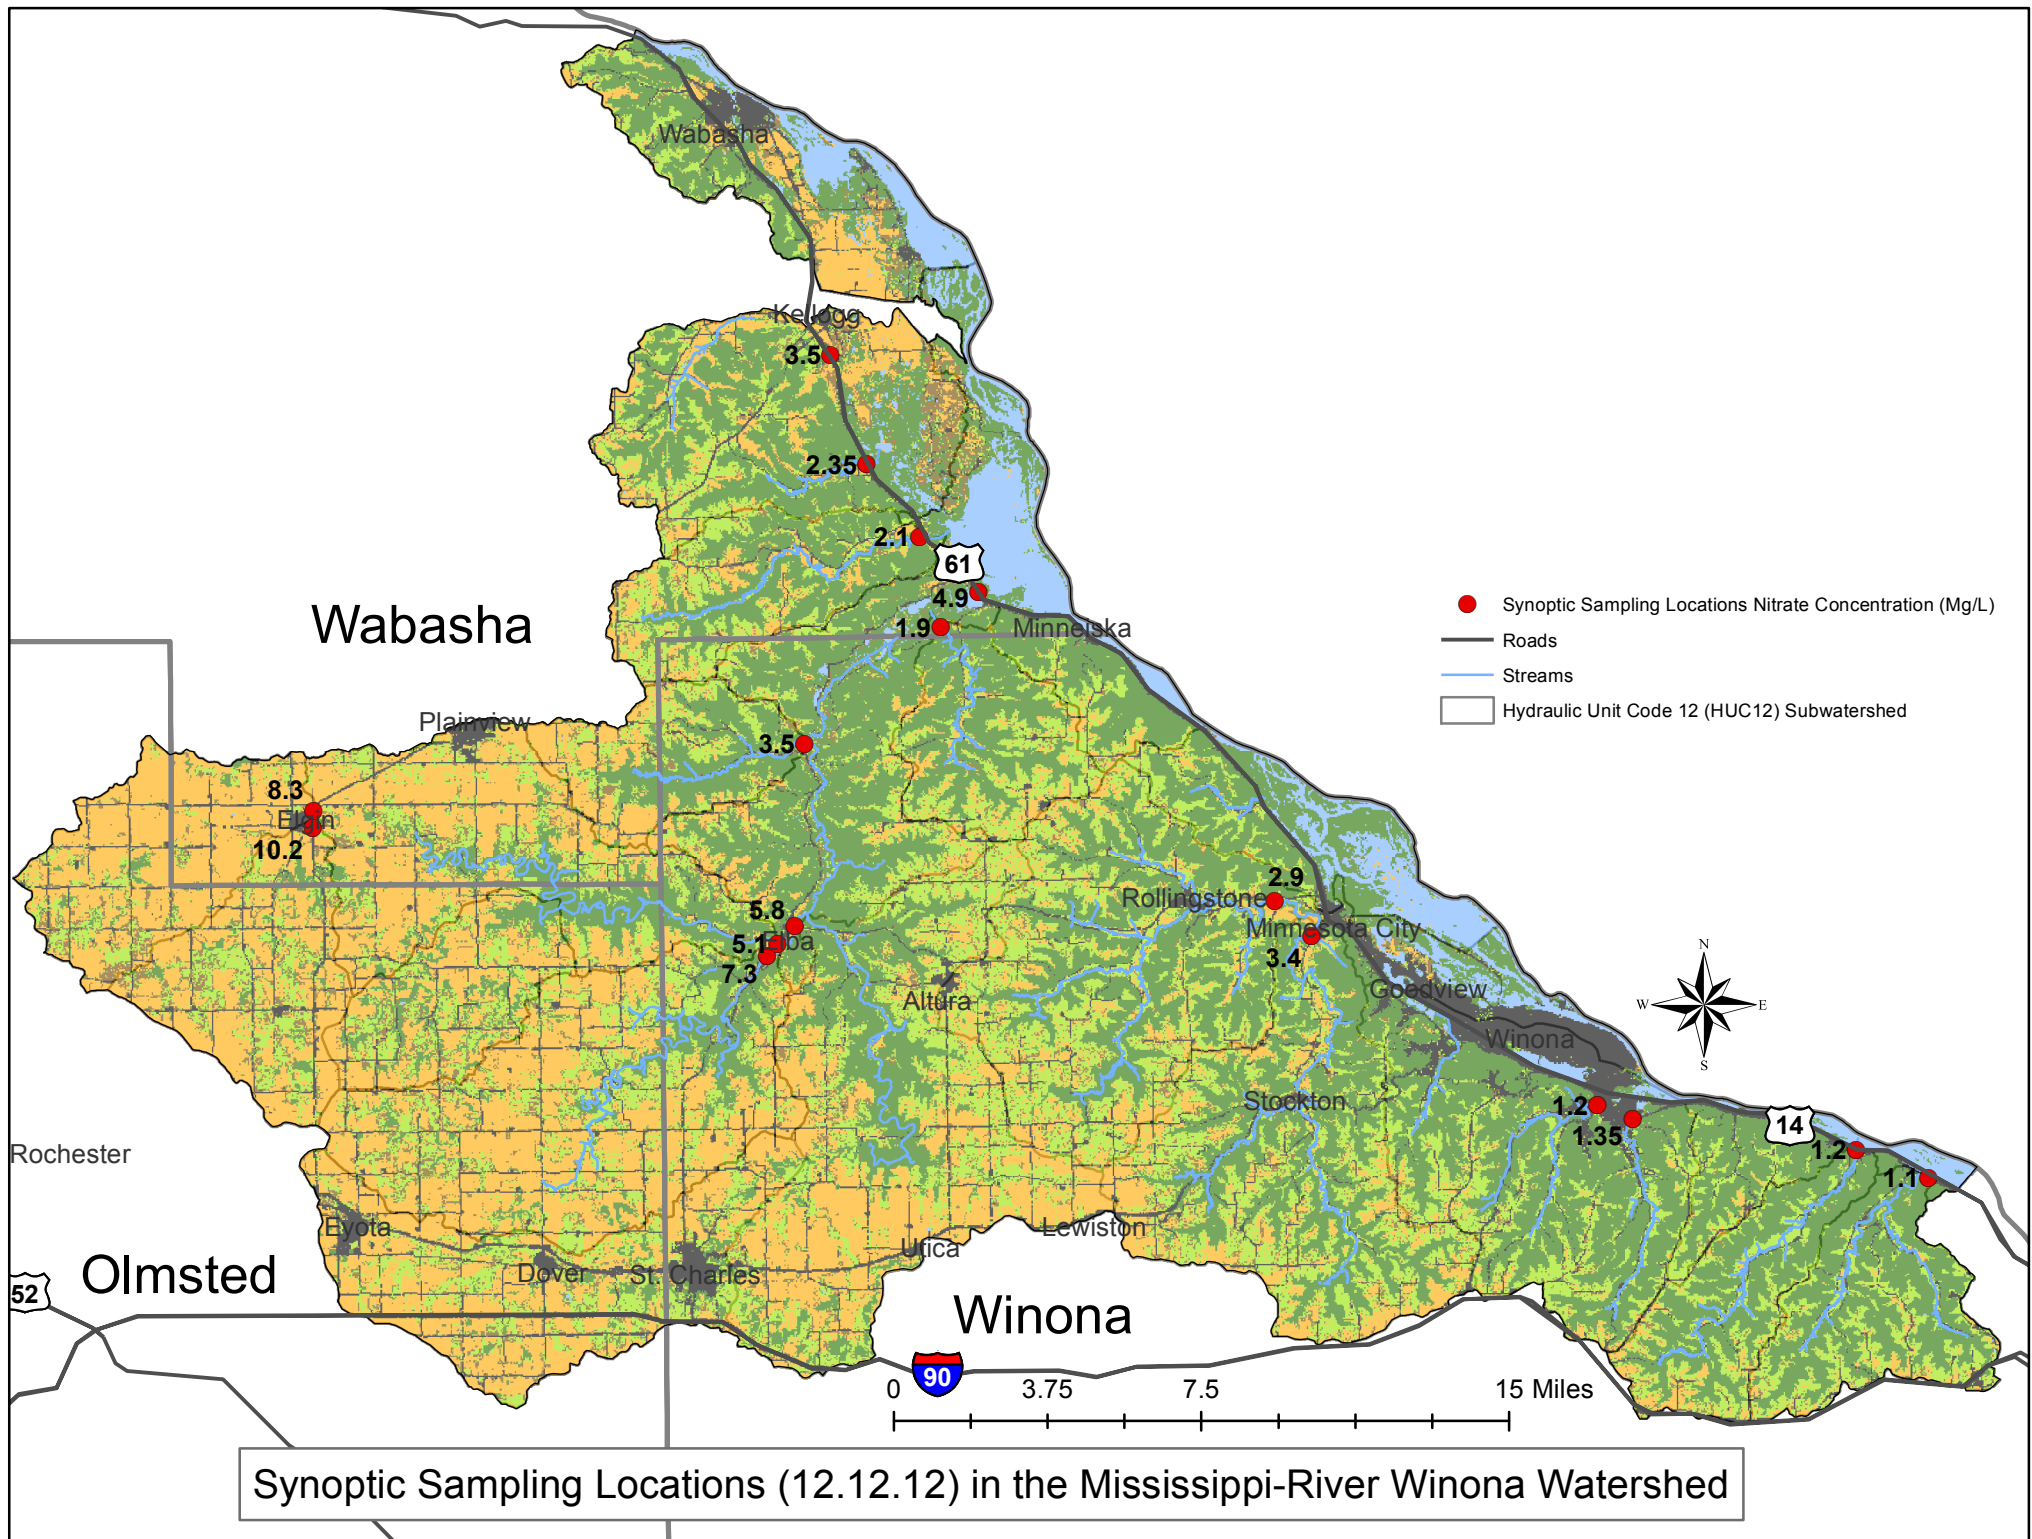 Wabasha
Kellogg
3.5
2.35
2.1
61
4.9
1.9
Minneiska
Wabasha
Synoptic Sampling Locations Nitrate Concentration (Mg/L)
Roads
Streams
Hydraulic Unit Code 12 (HUC12) Subwatershed
Plainview
3.5
8.3
Elgin
10.2
2.9
Rollingstone
5.8
Elba
5.1
7.3
Minnesota City
3.4
Altura
Goodview
Winona
N
W
E
S
Stockton
1.2
1.35
14
1.2
1.1
Rochester
Eyota
Lewiston
Utica
Dover
St. Charles
Olmsted
52
Winona
90
0 3.75 7.5 15 Miles
Synoptic Sampling Locations (12.12.12) in the Mississippi-River Winona Watershed